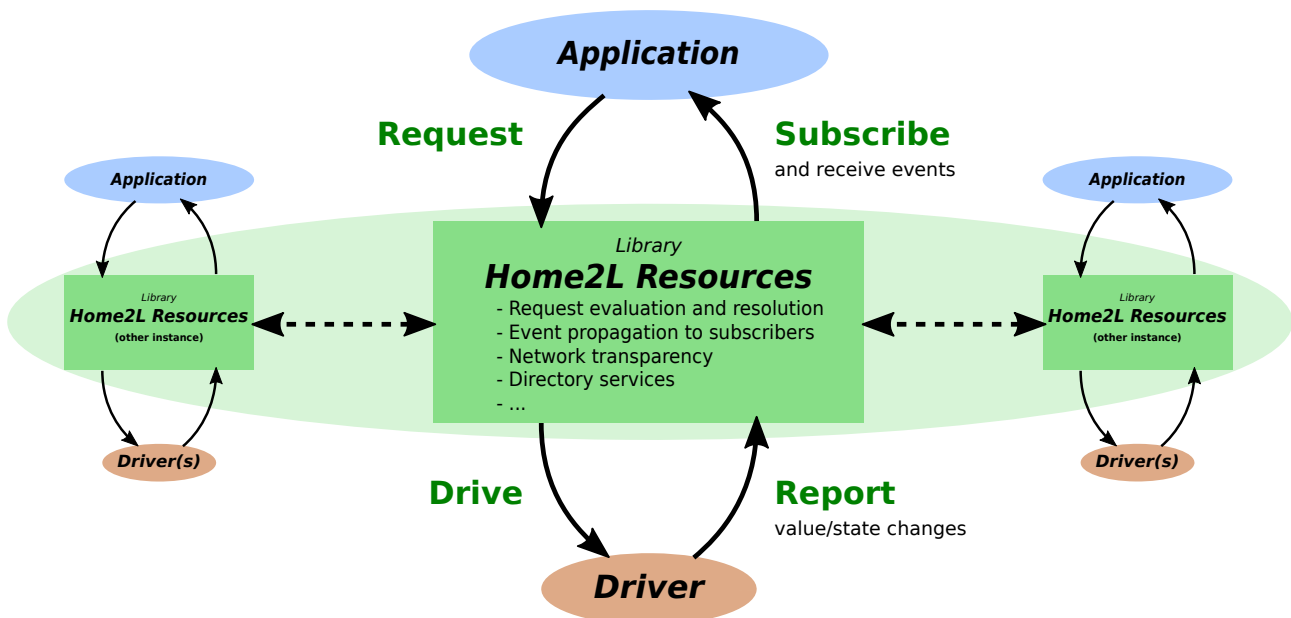 Application
Request
Subscribe
and receive events
Application
Application
Library
Home2L Resources
- Request evaluation and resolution
- Event propagation to subscribers
- Network transparency
- Directory services
- ...
Library
Home2L Resources
(other instance)
Library
Home2L Resources
(other instance)
Driver(s)
Driver(s)
Drive
Report
value/state changes
Driver